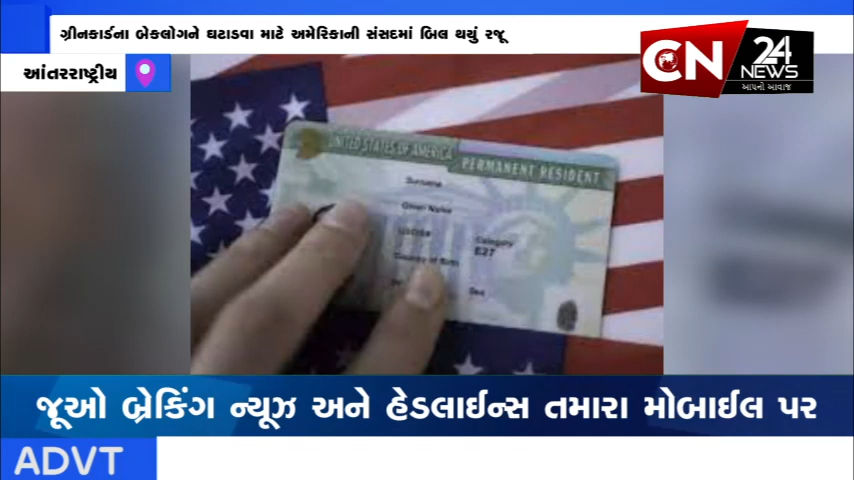 ADVT
ગ્રીનકાર્ડના બેકલોગને ઘટાડવા માટે અમેરિકાની સંસદમાં બિલ થયું રજૂ
CN 24 NEWS
આપનો અવાજ
આંતરરાષ્ટ્રીય
UNITED STATES OF AMERICA PERMANENT RESIDENT
Surname
Given Name
USCIS#
Category
E27
Country of Birth
Sex
જૂઓ બ્રેકિંગ ન્યૂઝ અને હેડલાઈન્સ તમારા મોબાઈલ પર
ADVT